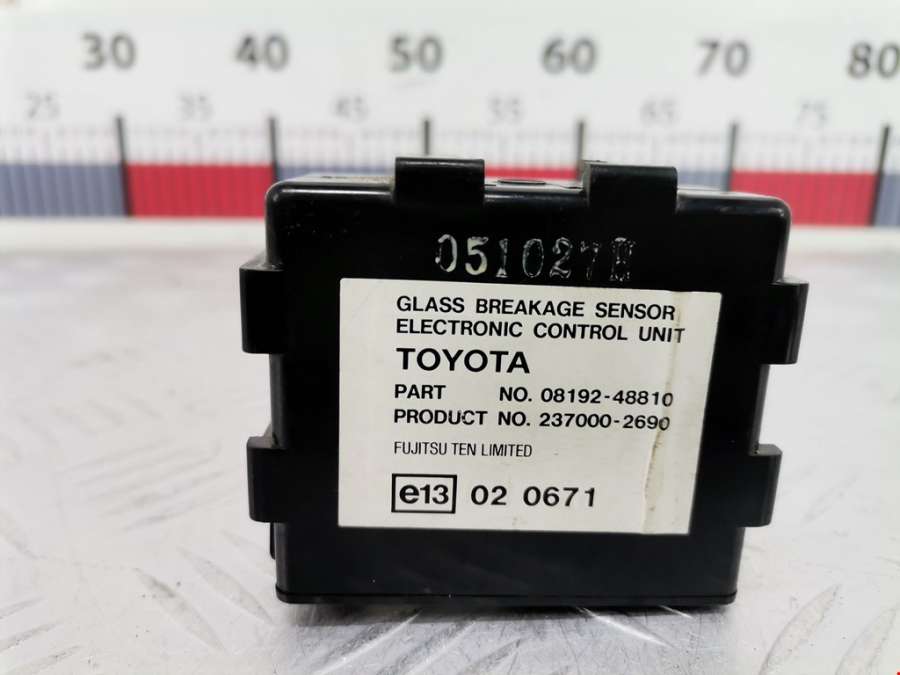 30 40 50 60 70 80
25 35 45 55 65 75
051027E
GLASS BREAKAGE SENSOR
ELECTRONIC CONTROL UNIT
TOYOTA
PART NO. 08192-48810
PRODUCT NO. 237000-2690
FUJITSU TEN LIMITED
e13 02 0671